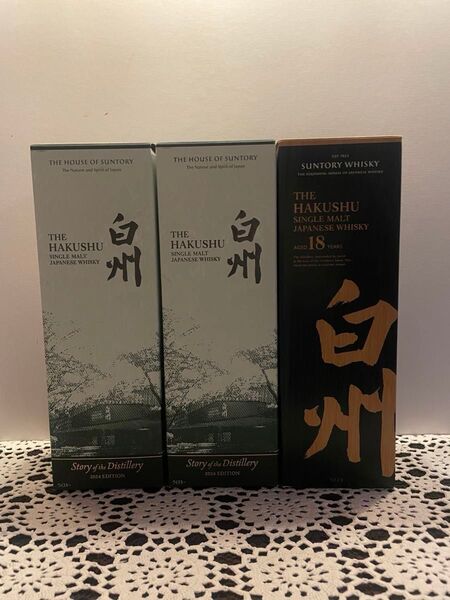 THE HOUSE OF SUNTORY
The Nature and Spirit of Japan
THE
HAKUSHU
SINGLE MALT
JAPANESE WHISKY
白州
Story of the Distillery
2024 EDITION
THE HOUSE OF SUNTORY
The Nature and Spirit of Japan
THE
HAKUSHU
SINGLE MALT
JAPANESE WHISKY
白州
Story of the Distillery
2024 EDITION
SUNTORY WHISKY
THE
HAKUSHU
SINGLE MALT
JAPANESE WHISKY
AGED 18 YEARS
白州